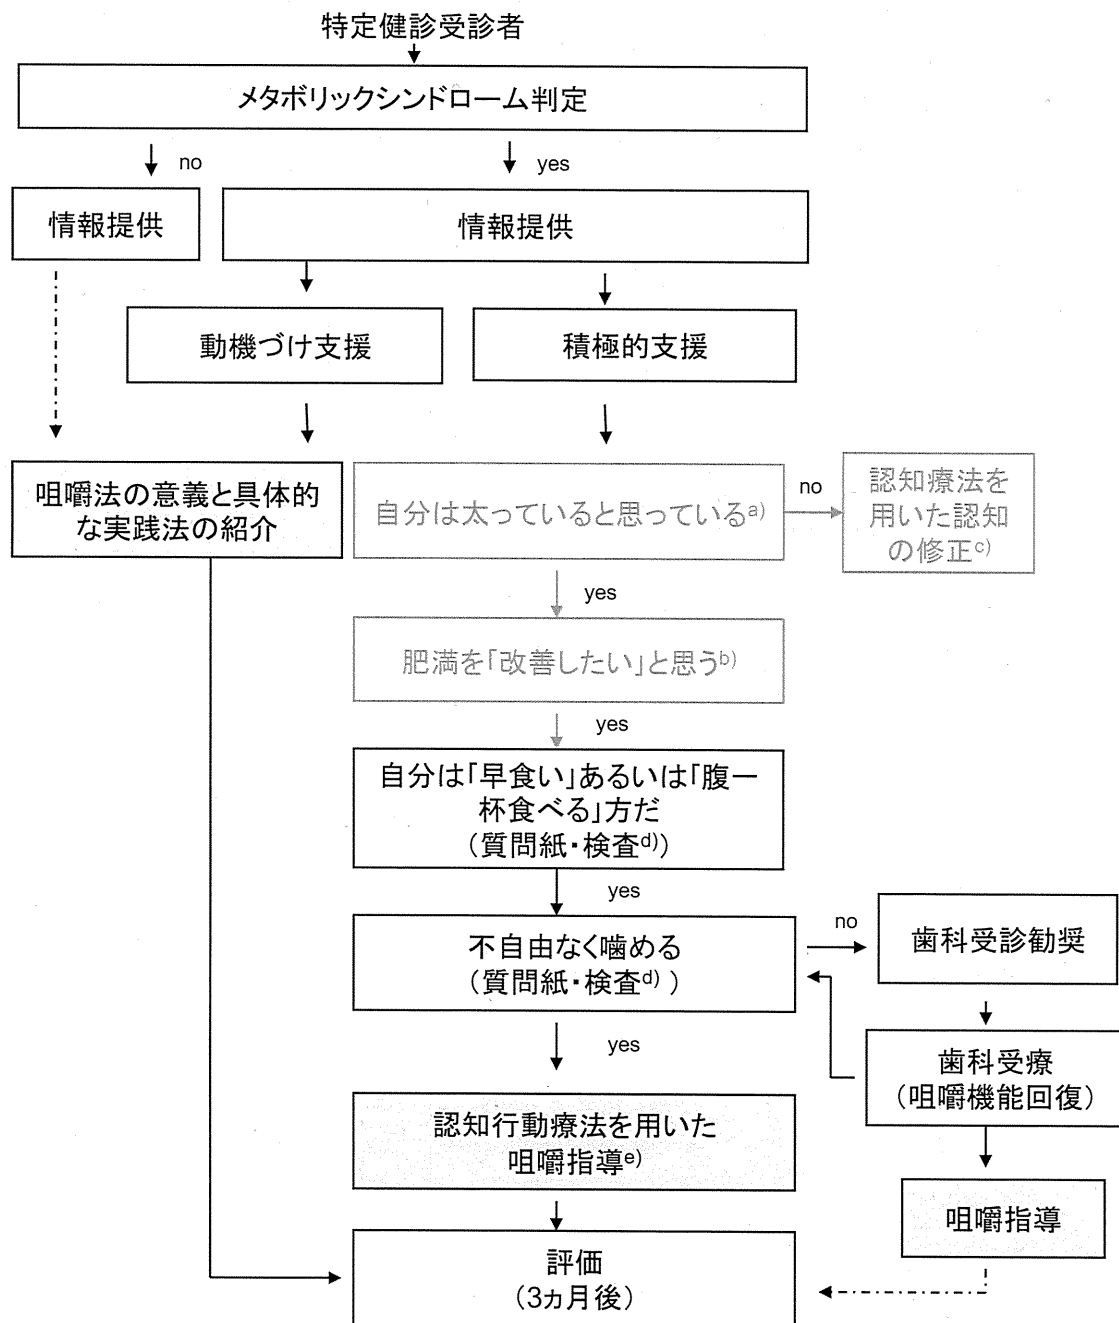 特定健診受診者
メタボリックシンドローム判定
no
yes
情報提供
情報提供
動機づけ支援
積極的支援
咀嚼法の意義と具体的
な実践法の紹介
自分は太っていると思っているa)
no
認知療法を
用いた認知
の修正c)
yes
肥満を「改善したい」と思うb)
yes
自分は「早食い」あるいは「腹一
杯食べる」方だ
（質問紙・検査d)）
yes
不自由なく噛める
（質問紙・検査d) ）
no
歯科受診勧奨
yes
歯科受療
（咀嚼機能回復）
認知行動療法を用いた
咀嚼指導e)
咀嚼指導
評価
（3ヵ月後）